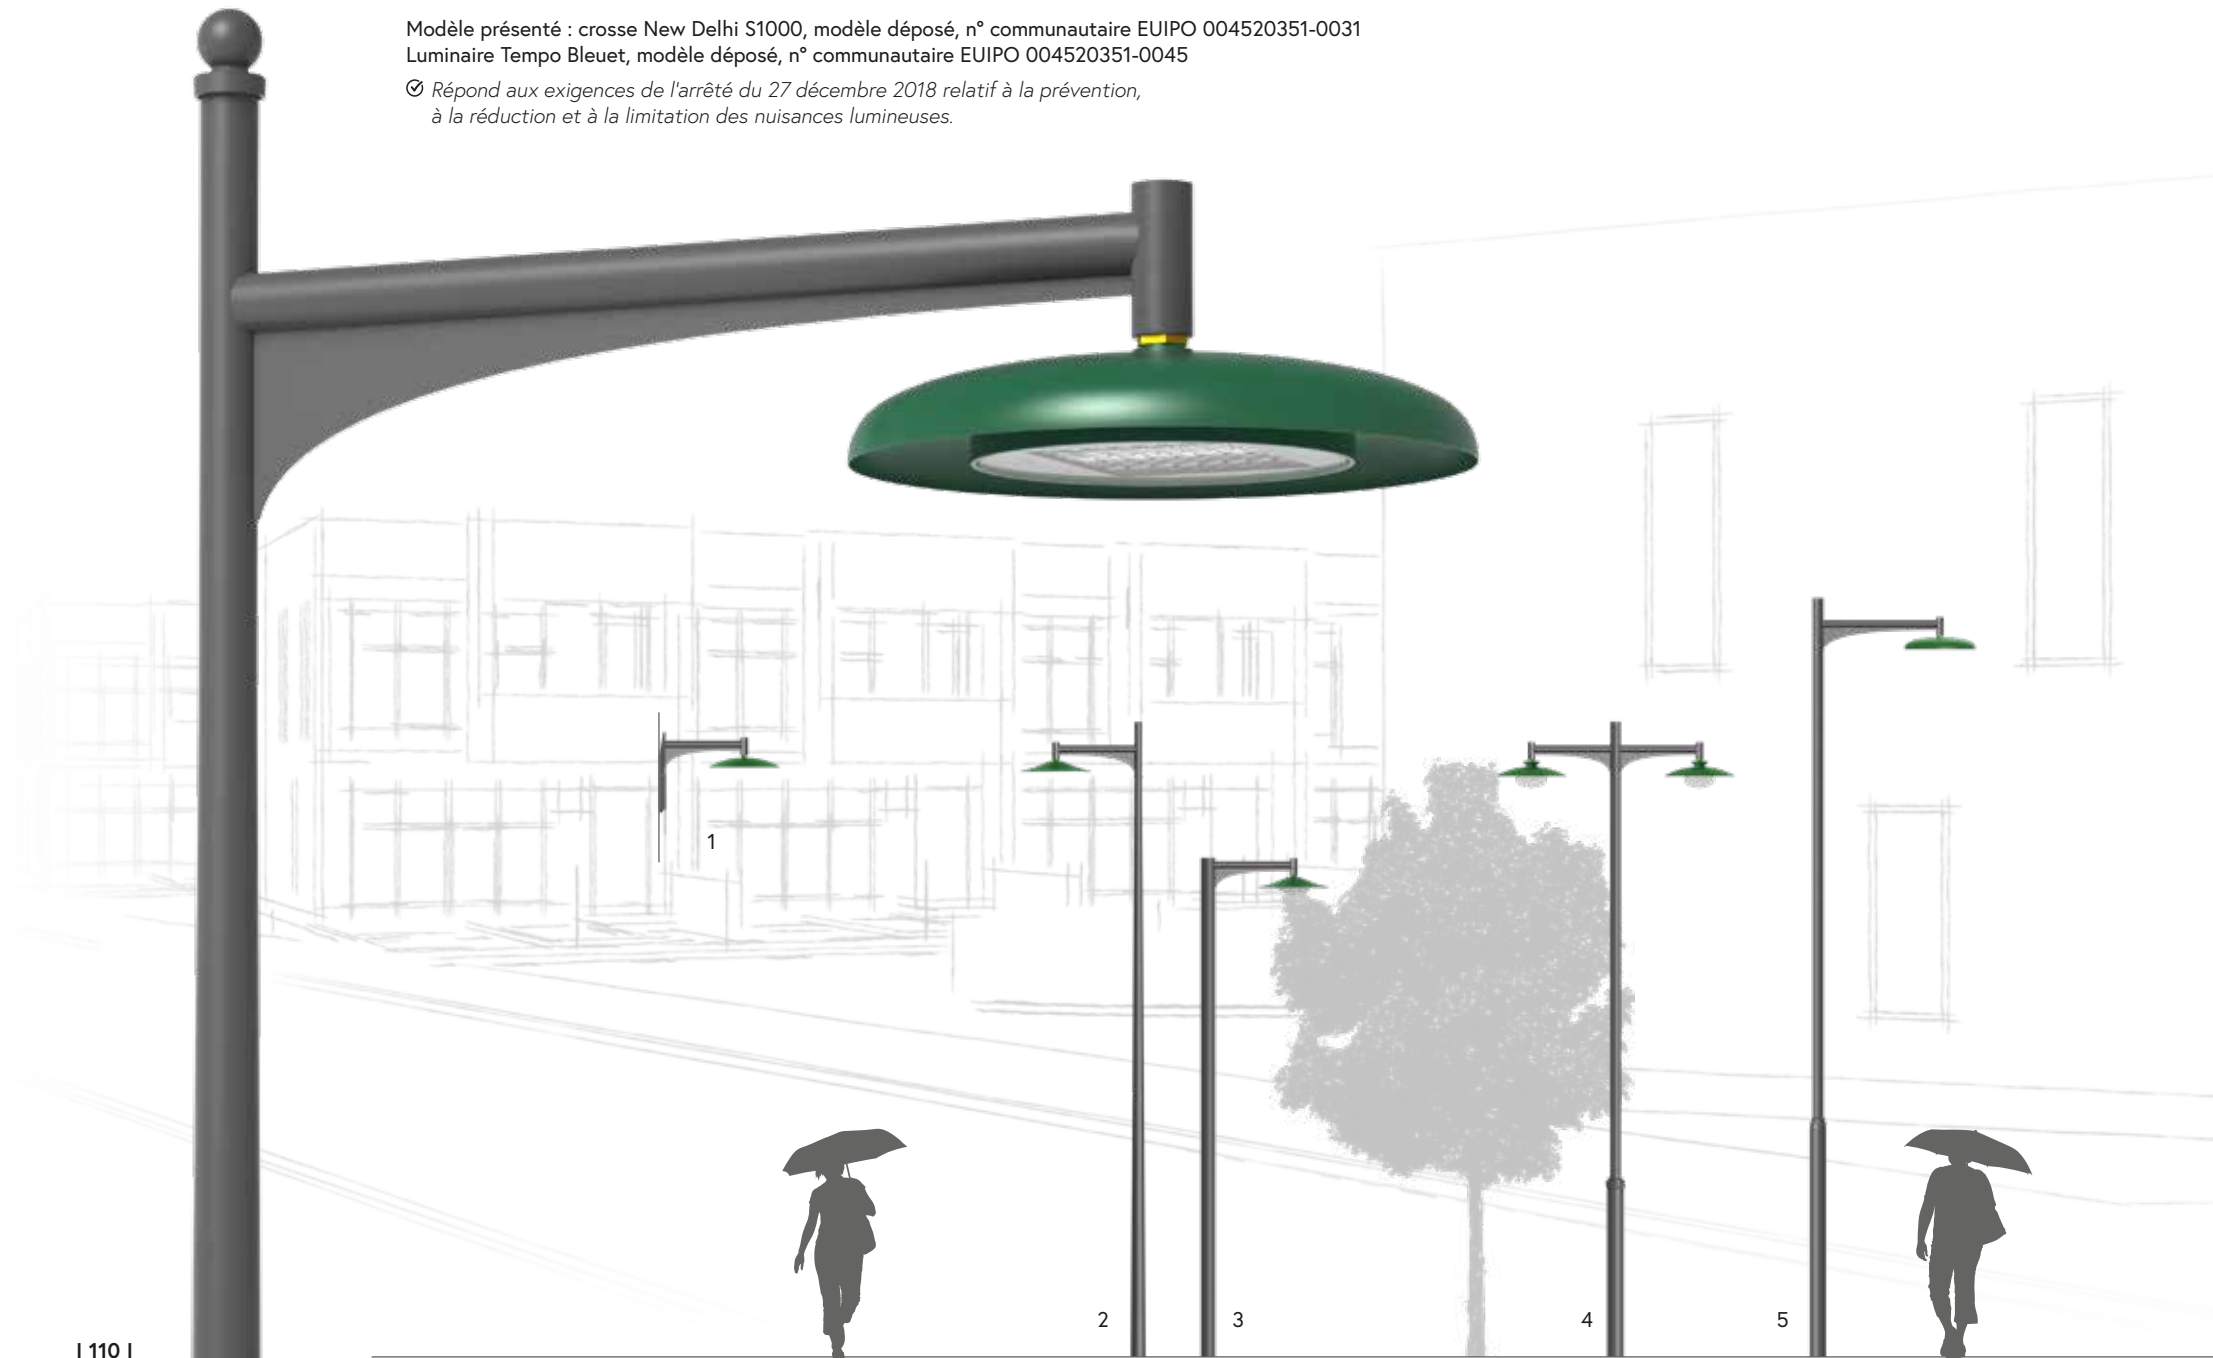 Modèle présenté : crosse New Delhi S1000, modèle déposé, n° communautaire EUIPO 004520351-0031
Luminaire Tempo Bleuet, modèle déposé, n° communautaire EUIPO 004520351-0045
Répond aux exigences de l'arrêté du 27 décembre 2018 relatif à la prévention,
à la réduction et à la limitation des nuisances lumineuses.
1
2
3
4
5
| 110 |